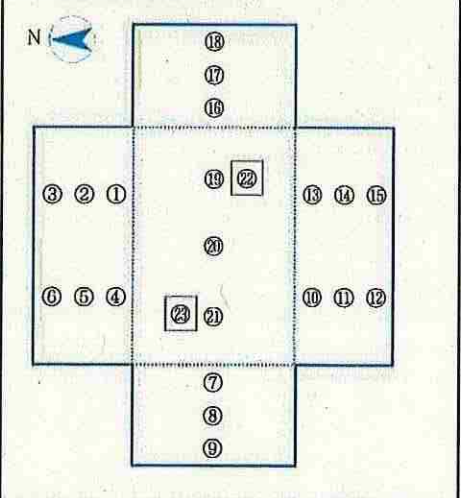 N
⑱
⑰
⑯
③ ② ① ⑲ ㉒ ⑬ ⑭ ⑮
⑳
⑥ ⑤ ④ ㉓ ㉑ ⑩ ⑪ ⑫
⑦
⑧
⑨